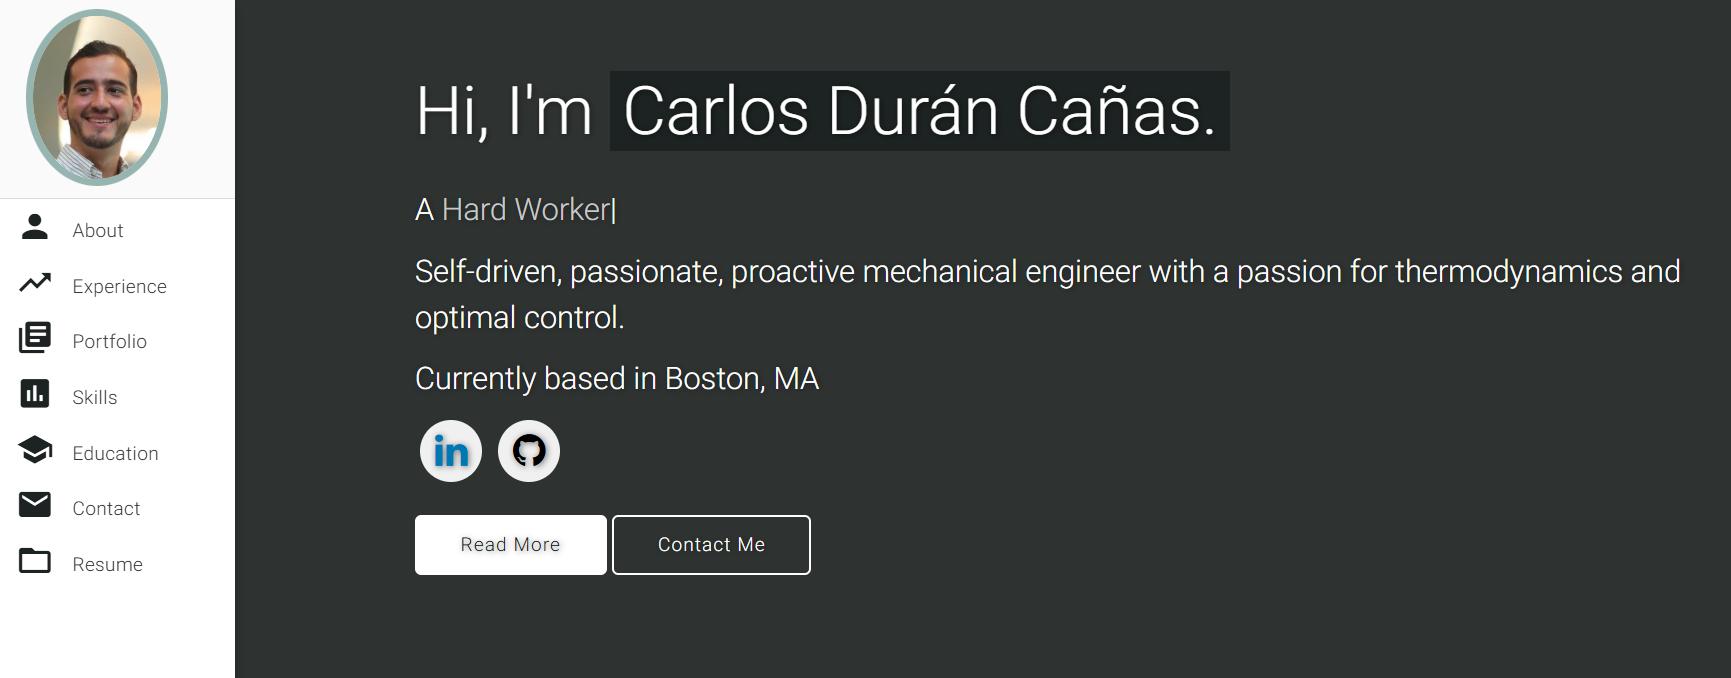 Hi, I'm Carlos Durán Cañas.
A Hard Worker|
Self-driven, passionate, proactive mechanical engineer with a passion for thermodynamics and
optimal control.
Currently based in Boston, MA
in
Read More
Contact Me
About
Experience
Portfolio
Skills
Education
Contact
Resume